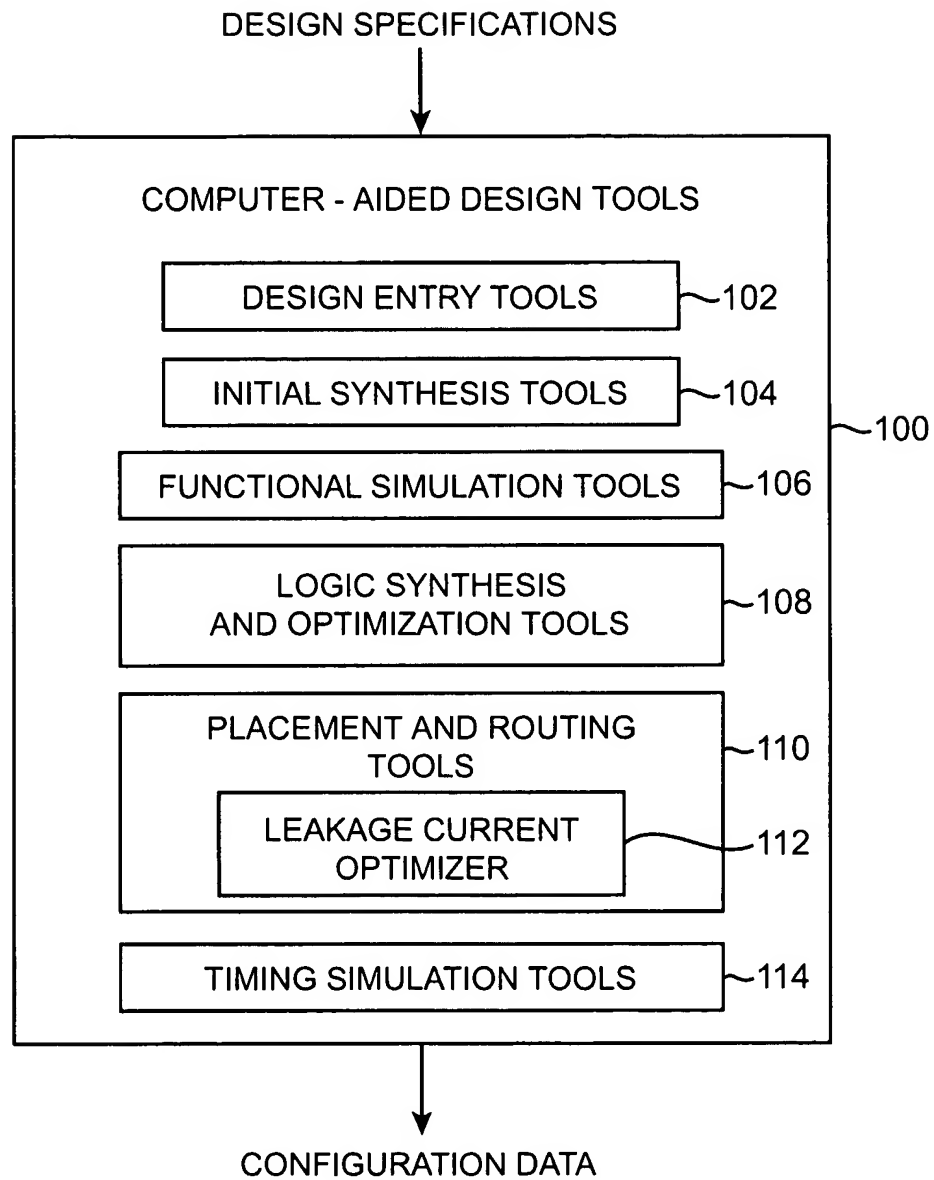 DESIGN SPECIFICATIONS
COMPUTER - AIDED DESIGN TOOLS
DESIGN ENTRY TOOLS 102
INITIAL SYNTHESIS TOOLS 104
100
FUNCTIONAL SIMULATION TOOLS 106
LOGIC SYNTHESIS
AND OPTIMIZATION TOOLS 108
PLACEMENT AND ROUTING
TOOLS 110
LEAKAGE CURRENT
OPTIMIZER 112
TIMING SIMULATION TOOLS 114
CONFIGURATION DATA